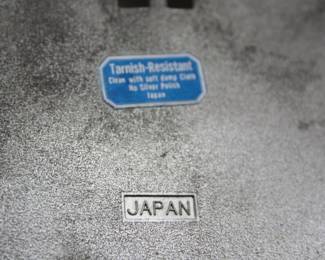 Tarnish-Resistant
Clean with soft damp Cloth
No Silver Polish
Japan
JAPAN